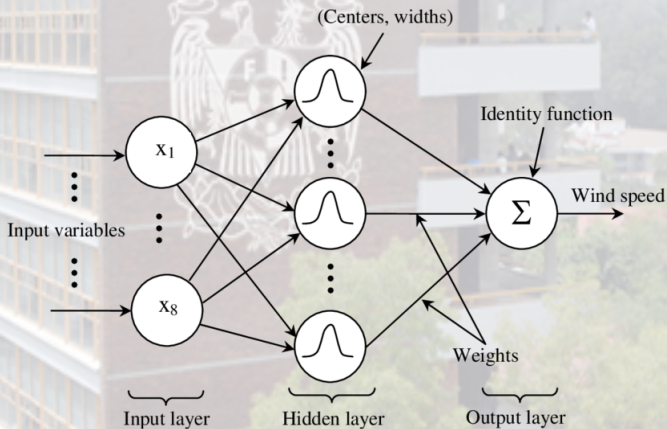 (Centers, widths)
Identity function
x1
Input variables
x8
Σ
Wind speed
Weights
Input layer
Hidden layer
Output layer